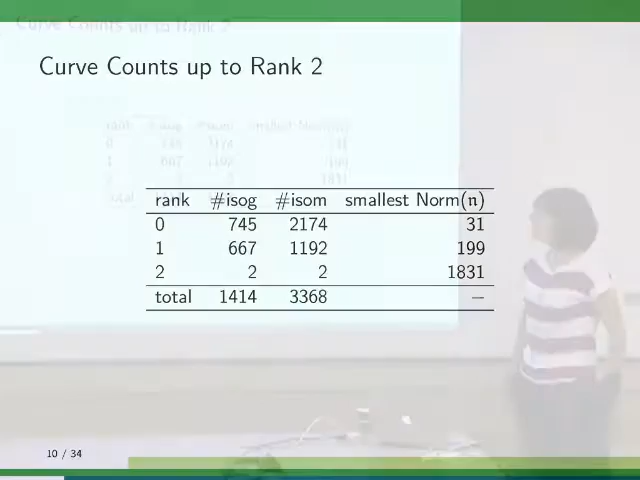 Curve Counts up to Rank 2
rank #isog #isom smallest Norm(𝔫)
0 745 2174 31
1 667 1192 199
2 2 2 1831
total 1414 3368 –
10 / 34